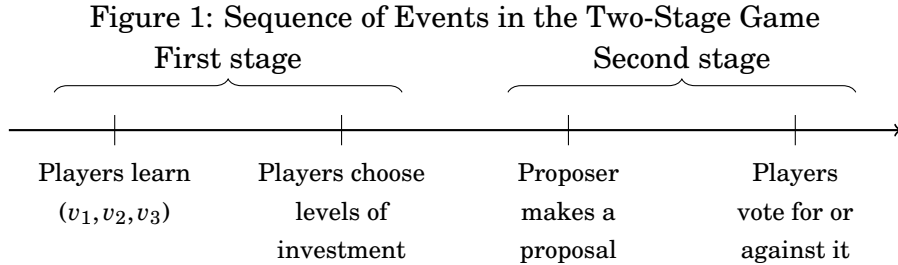 Figure 1: Sequence of Events in the Two-Stage Game
First stage
Second stage
Players learn
(v₁, v₂, v₃)
Players choose
levels of
investment
Proposer
makes a
proposal
Players
vote for or
against it